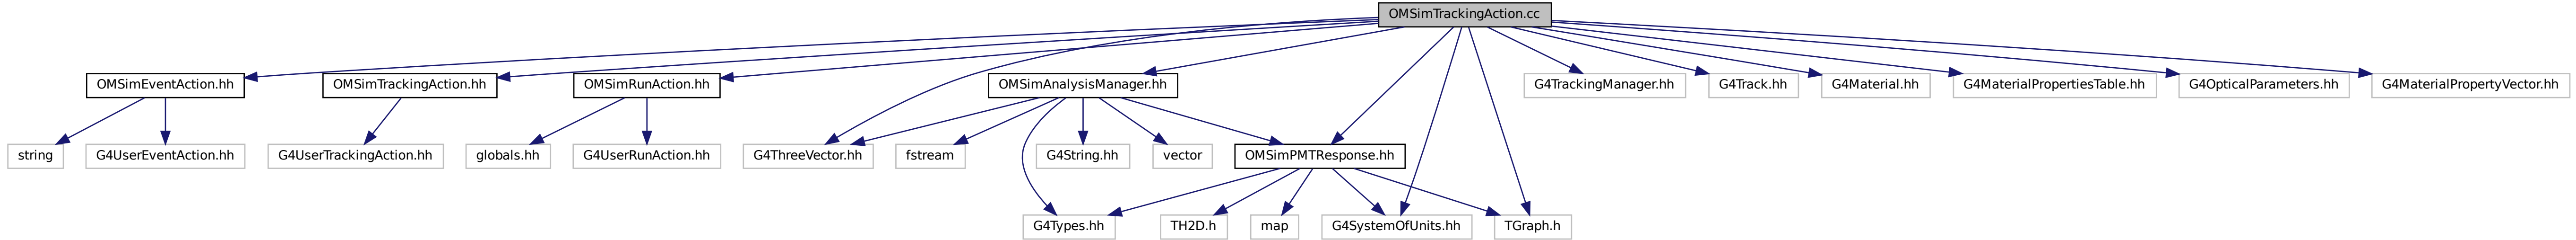 OMSimTrackingAction.cc
OMSimEventAction.hh
OMSimTrackingAction.hh
OMSimRunAction.hh
OMSimAnalysisManager.hh
G4TrackingManager.hh
G4Track.hh
G4Material.hh
G4MaterialPropertiesTable.hh
G4OpticalParameters.hh
G4MaterialPropertyVector.hh
string
G4UserEventAction.hh
G4UserTrackingAction.hh
globals.hh
G4UserRunAction.hh
G4ThreeVector.hh
fstream
G4String.hh
vector
OMSimPMTResponse.hh
G4Types.hh
TH2D.h
map
G4SystemOfUnits.hh
TGraph.h